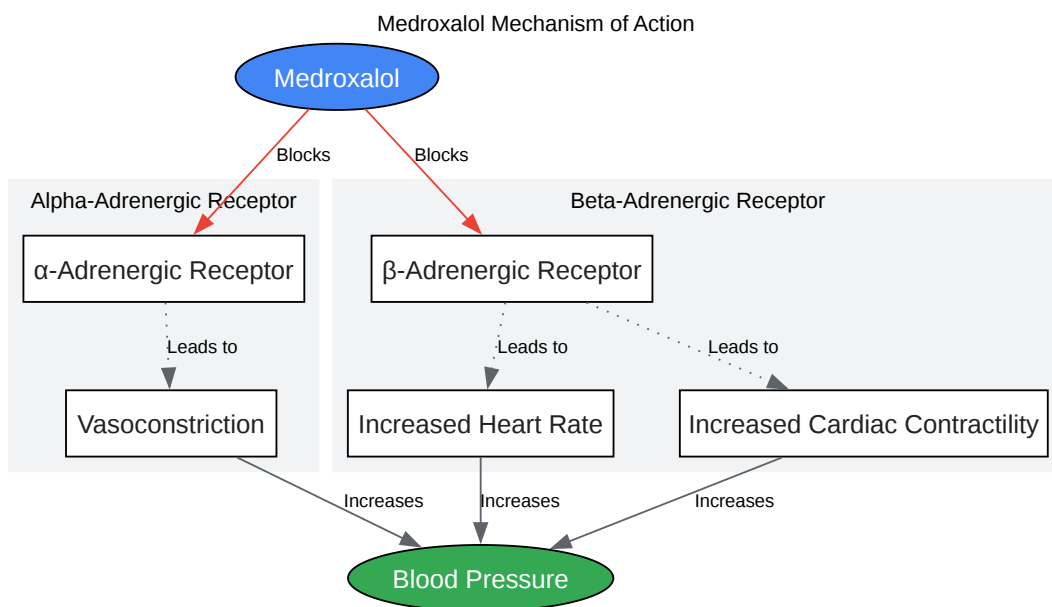 Medroxalol Mechanism of Action
Medroxalol
Blocks
Blocks
Alpha-Adrenergic Receptor
Beta-Adrenergic Receptor
α-Adrenergic Receptor
β-Adrenergic Receptor
Leads to
Leads to
Leads to
Vasoconstriction
Increased Heart Rate
Increased Cardiac Contractility
Increases
Increases
Increases
Blood Pressure